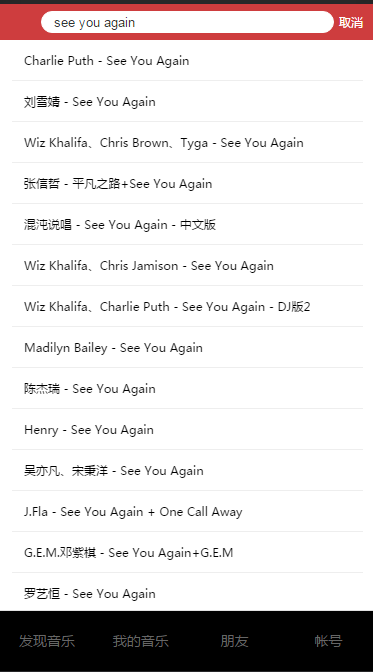 see you again 取消
Charlie Puth - See You Again
刘雪婧 - See You Again
Wiz Khalifa、Chris Brown、Tyga - See You Again
张信哲 - 平凡之路+See You Again
混沌说唱 - See You Again - 中文版
Wiz Khalifa、Chris Jamison - See You Again
Wiz Khalifa、Charlie Puth - See You Again - DJ版2
Madilyn Bailey - See You Again
陈杰瑞 - See You Again
Henry - See You Again
吴亦凡、宋秉洋 - See You Again
J.Fla - See You Again + One Call Away
G.E.M.邓紫棋 - See You Again+G.E.M
罗艺恒 - See You Again
发现音乐 我的音乐 朋友 帐号